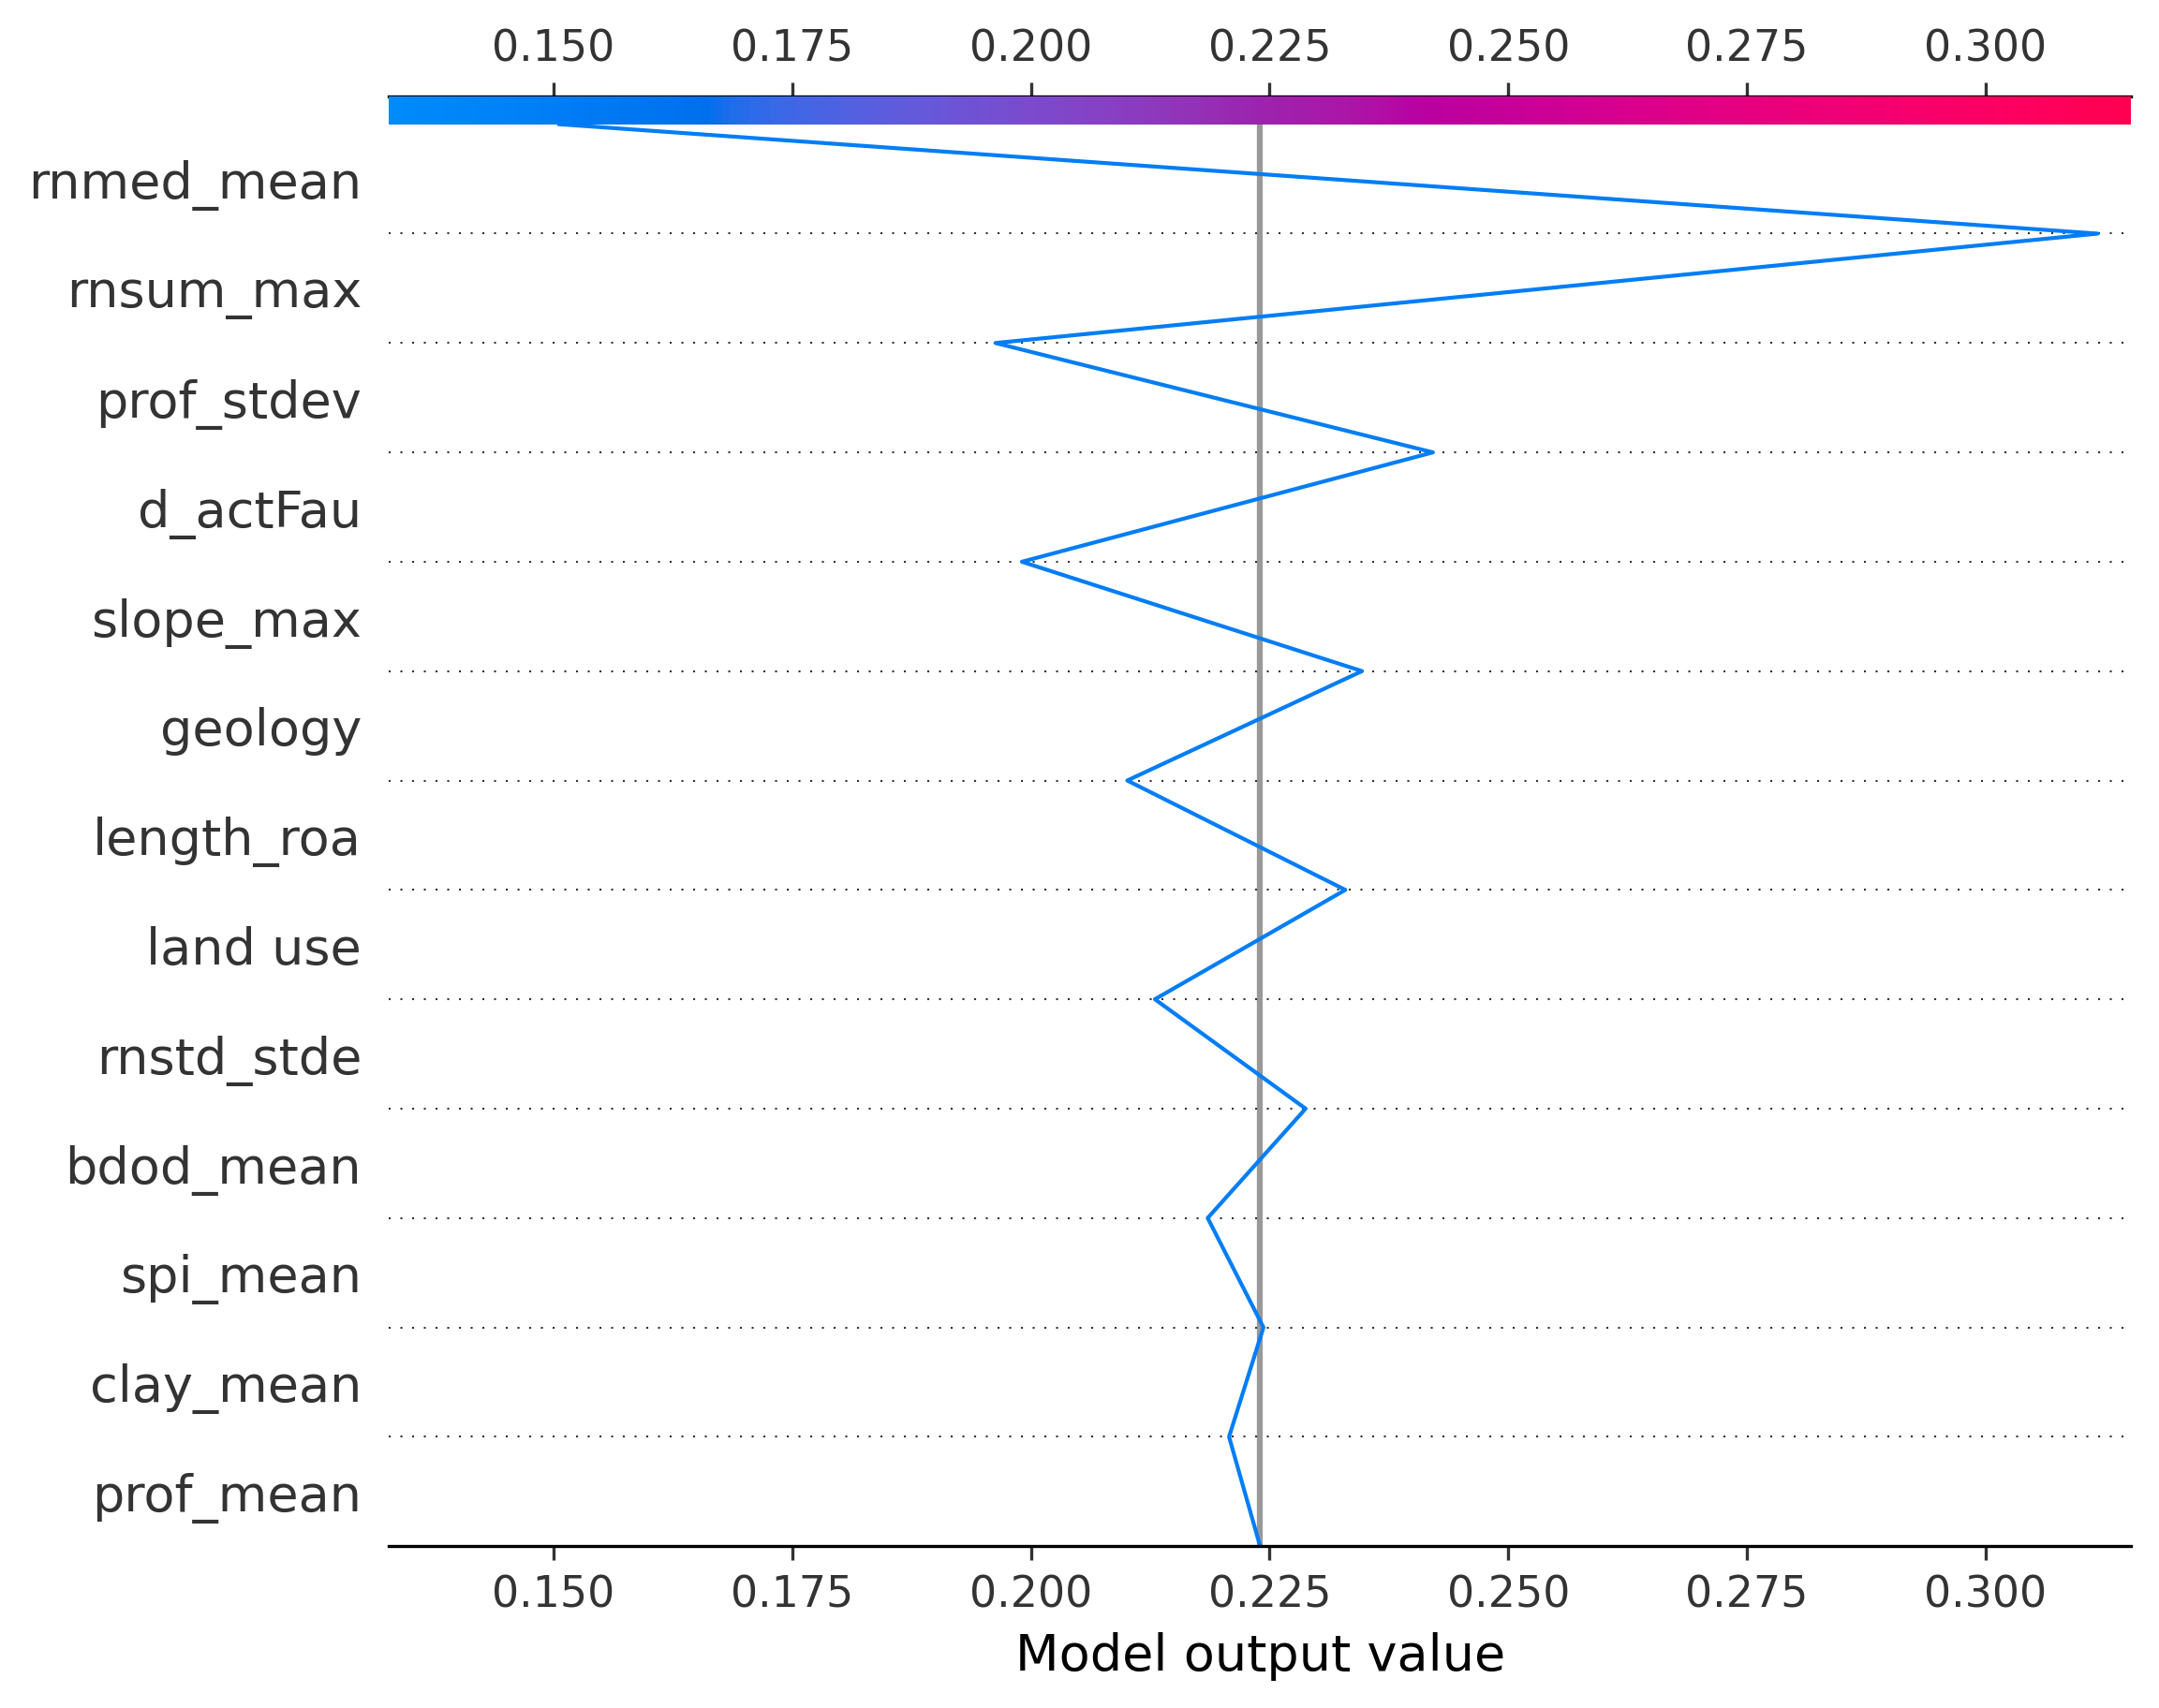 0.150 0.175 0.200 0.225 0.250 0.275 0.300
rnmed_mean
rnsum_max
prof_stdev
d_actFau
slope_max
geology
length_roa
land use
rnstd_stde
bdod_mean
spi_mean
clay_mean
prof_mean
0.150 0.175 0.200 0.225 0.250 0.275 0.300
Model output value